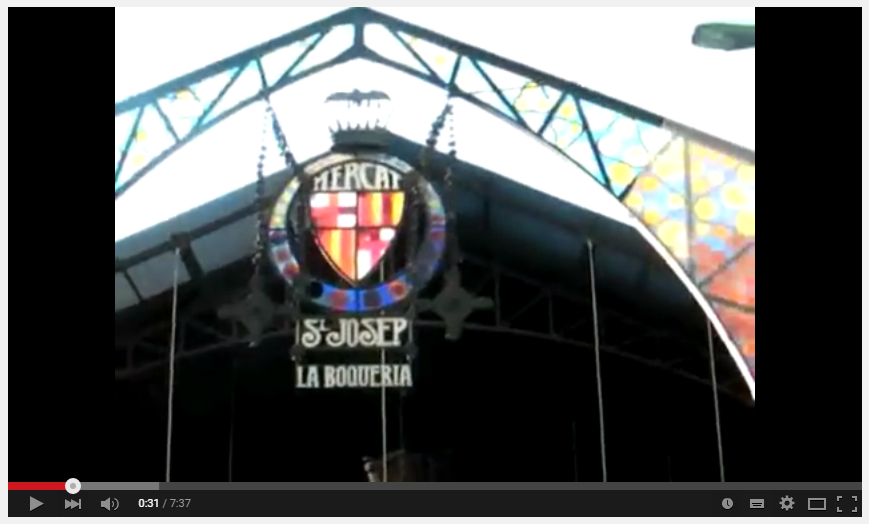 MERCAT
St JOSEP
LA BOQUERIA
0:31 / 7:37